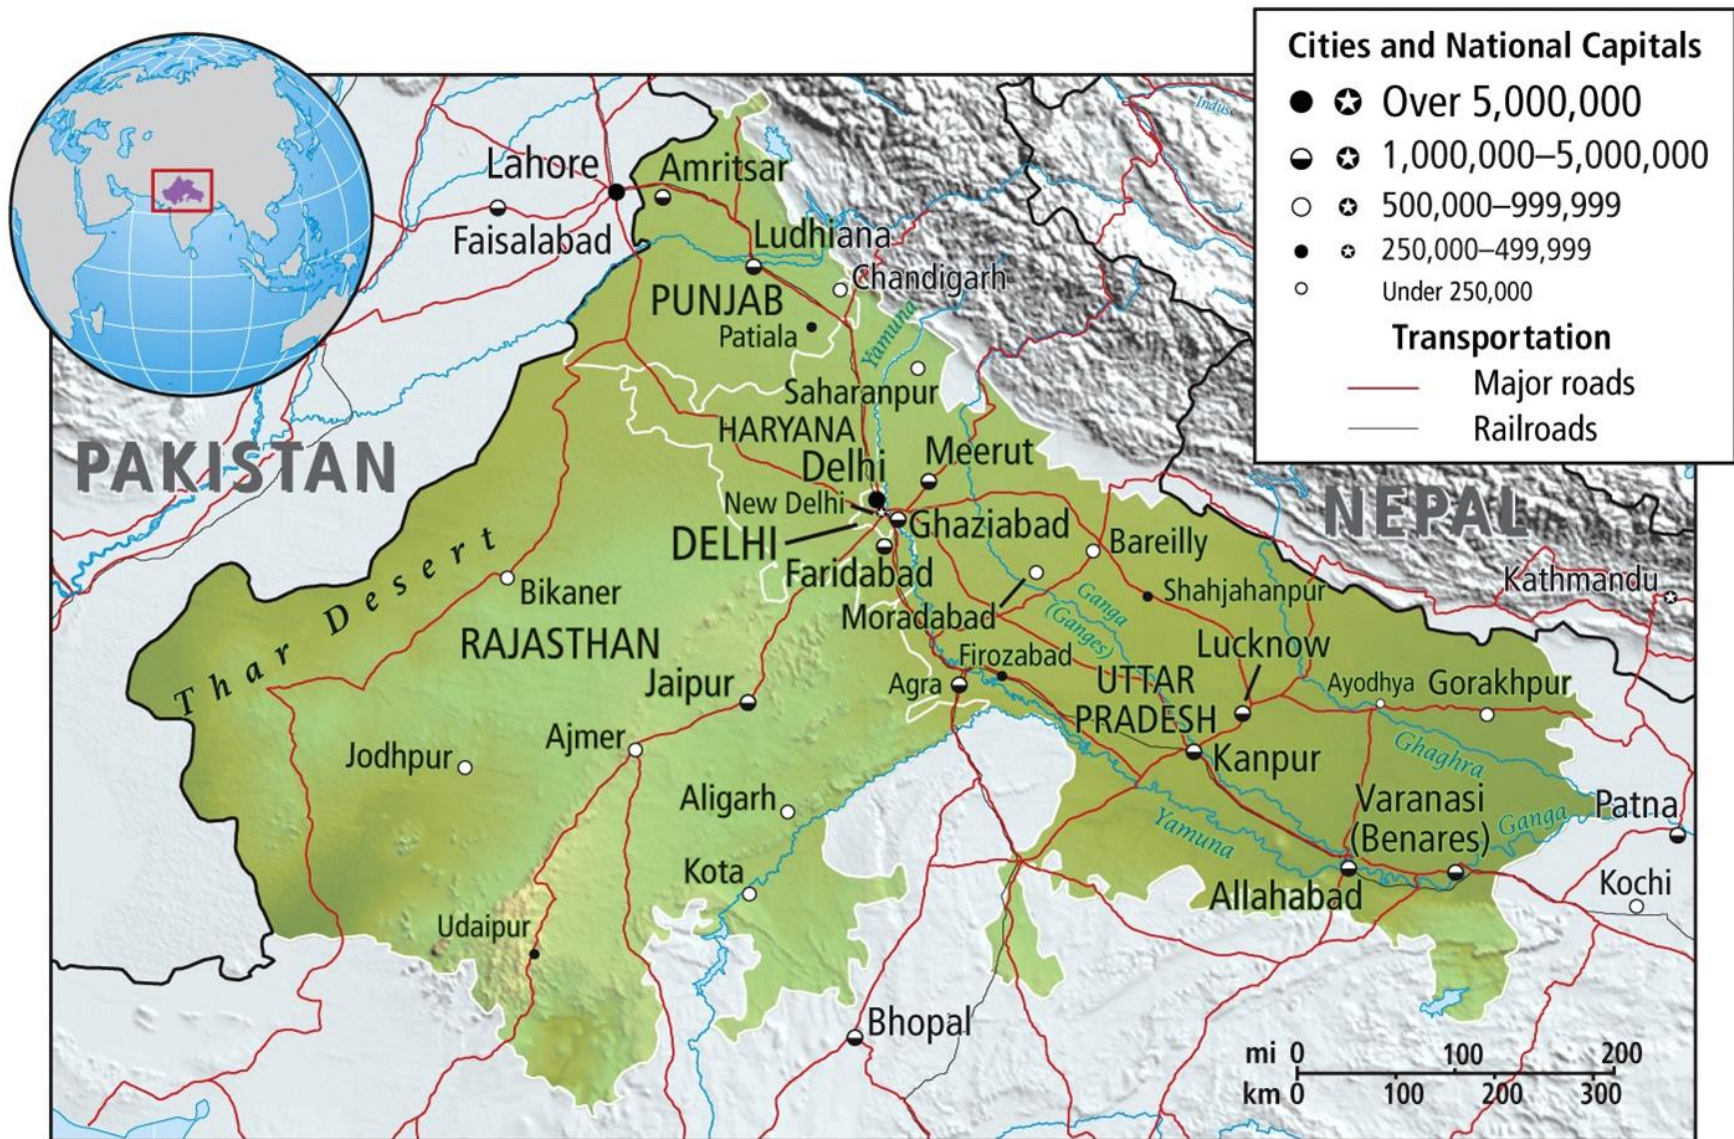 Cities and National Capitals
Over 5,000,000
1,000,000–5,000,000
500,000–999,999
250,000–499,999
Under 250,000
Transportation
Major roads
Railroads
Indus
Lahore
Amritsar
Faisalabad
Ludhiana
Chandigarh
PUNJAB
Patiala
Yamuna
Saharanpur
HARYANA
PAKISTAN
Delhi
Meerut
New Delhi
NEPAL
DELHI
Ghaziabad
Bareilly
Thar Desert
Faridabad
Kathmandu
Bikaner
Shahjahanpur
Moradabad
Ganga
(Ganges)
RAJASTHAN
Lucknow
Firozabad
Jaipur
Agra
UTTAR
PRADESH
Ayodhya
Gorakhpur
Ajmer
Jodhpur
Kanpur
Ghaghra
Aligarh
Varanasi
(Benares)
Patna
Yamuna
Ganga
Kota
Allahabad
Kochi
Udaipur
Bhopal
mi 0 100 200
km 0 100 200 300